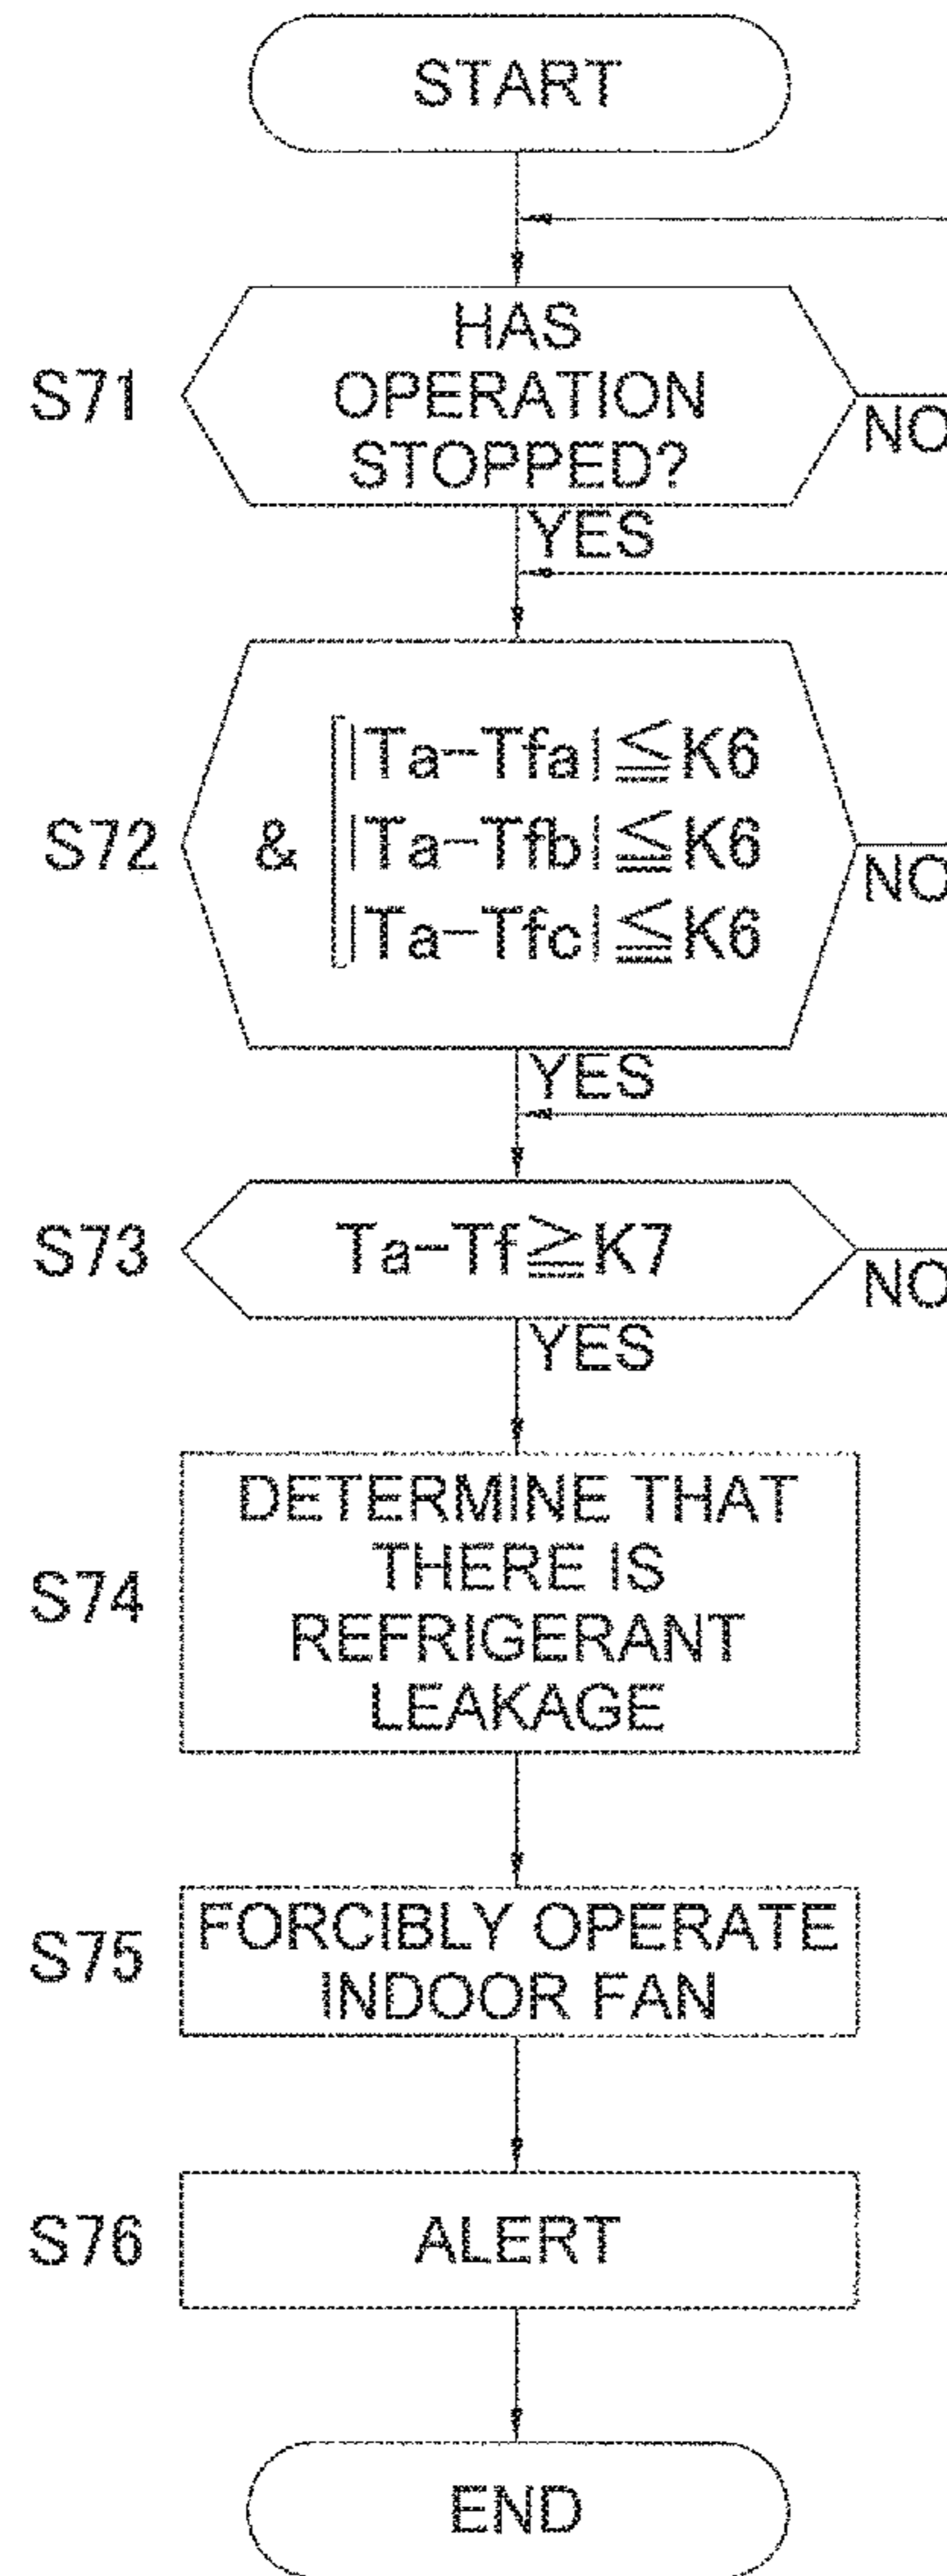 START
S71
HAS
OPERATION
STOPPED?
NO
YES
S72
&
|Ta-Tfa|≦K6
|Ta-Tfb|≦K6
|Ta-Tfc|≦K6
NO
YES
S73
Ta-Tf≧K7
NO
YES
S74
DETERMINE THAT
THERE IS
REFRIGERANT
LEAKAGE
S75
FORCIBLY OPERATE
INDOOR FAN
S76
ALERT
END